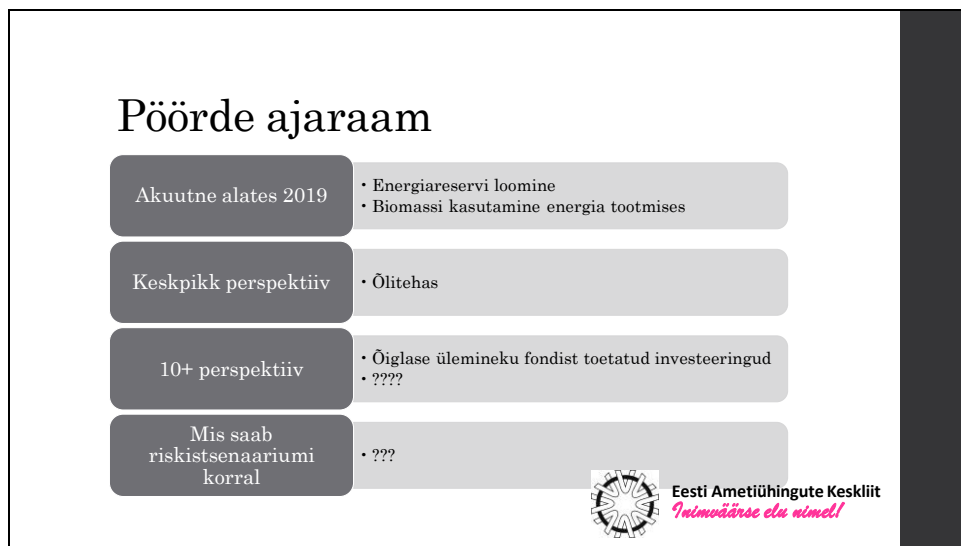 Pöörde ajaraam
Akuutne alates 2019
• Energiareservi loomine
• Biomassi kasutamine energia tootmises
Keskpikk perspektiiv
• Õlitehas
10+ perspektiiv
• Õiglase ülemineku fondist toetatud investeeringud
• ????
Mis saab
riskistsenaariumi
korral
• ???
Eesti Ametiühingute Keskliit
Inimväärse elu nimel!